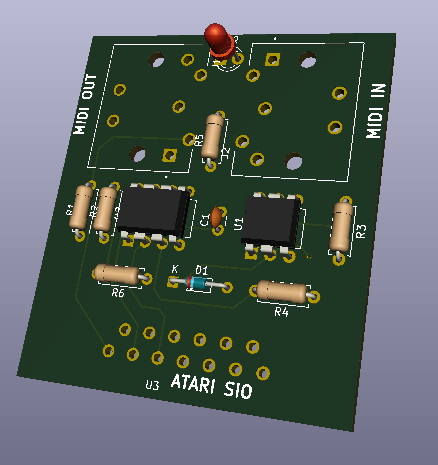 MIDI OUT
MIDI IN
R5
J2
R1
R2
C1
U1
R3
K
D1
R6
R4
U3
ATARI SIO